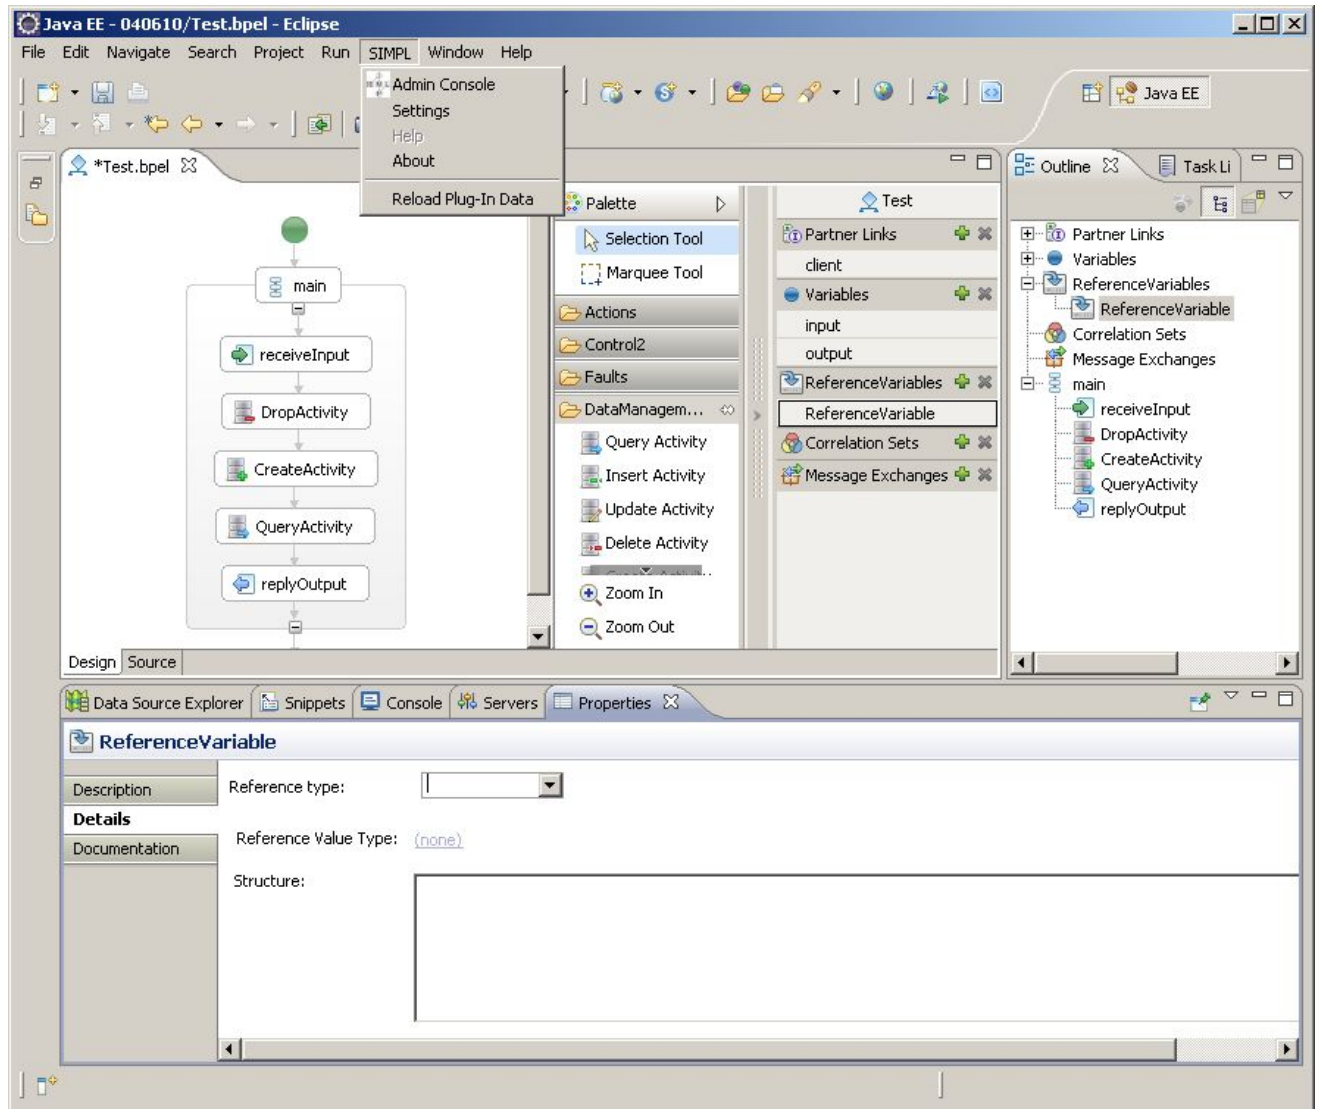 Java EE - 040610/Test.bpel - Eclipse
File Edit Navigate Search Project Run SIMPL Window Help
Admin Console
Settings
Help
About
Reload Plug-In Data
Java EE
*Test.bpel
main
receiveInput
DropActivity
CreateActivity
QueryActivity
replyOutput
Design Source
Palette
Selection Tool
Marquee Tool
Actions
Control2
Faults
DataManagem...
Query Activity
Insert Activity
Update Activity
Delete Activity
Zoom In
Zoom Out
Test
Partner Links
client
Variables
input
output
ReferenceVariables
ReferenceVariable
Correlation Sets
Message Exchanges
Outline Task Li
Partner Links
Variables
ReferenceVariables
ReferenceVariable
Correlation Sets
Message Exchanges
main
receiveInput
DropActivity
CreateActivity
QueryActivity
replyOutput
Data Source Explorer Snippets Console Servers Properties
ReferenceVariable
Description
Details
Documentation
Reference type:
Reference Value Type: (none)
Structure: